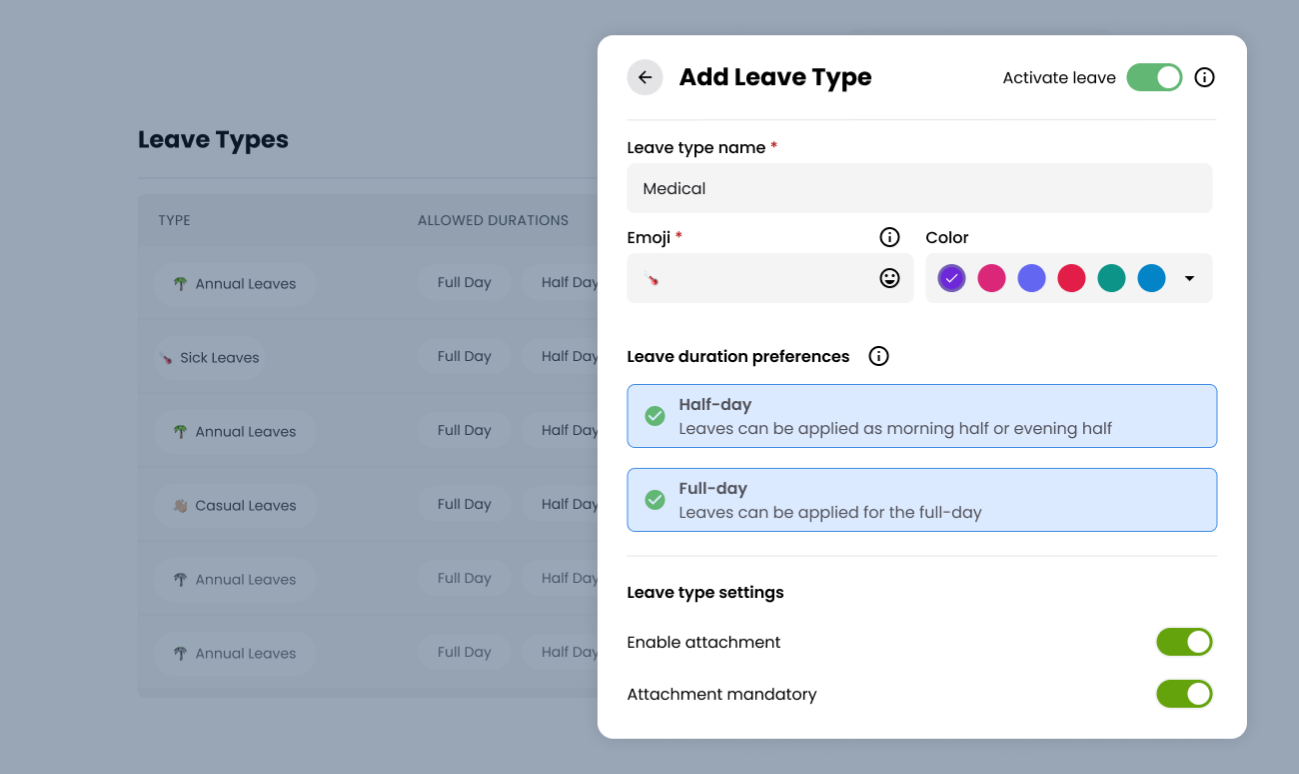 Leave Types
TYPE ALLOWED DURATIONS
Annual Leaves Full Day Half Day
Sick Leaves Full Day Half Day
Annual Leaves Full Day Half Day
Casual Leaves Full Day Half Day
Annual Leaves Full Day Half Day
Annual Leaves Full Day Half Day
Add Leave Type
Activate leave
Leave type name *
Medical
Emoji *
Color
Leave duration preferences
Half-day
Leaves can be applied as morning half or evening half
Full-day
Leaves can be applied for the full-day
Leave type settings
Enable attachment
Attachment mandatory